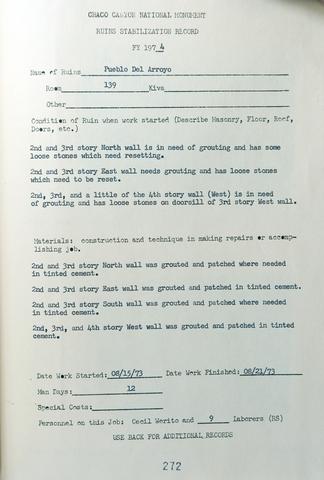 CHACO CANYON NATIONAL MONUMENT
RUINS STABILIZATION RECORD
FY 197 4
Name of Ruins Pueblo Del Arroyo
Room 139 Kiva
Other
Condition of Ruin when work started (Describe Masonry, Floor, Roof,
Doors, etc.)
2nd and 3rd story North wall is in need of grouting and has some
loose stones which need resetting.
2nd and 3rd story East wall needs grouting and has loose stones
which need to be reset.
2nd, 3rd, and a little of the 4th story wall (West) is in need
of grouting and has loose stones on doorsill of 3rd story West wall.
Materials: construction and technique in making repairs or accomp-
lishing job.
2nd and 3rd story North wall was grouted and patched where needed
in tinted cement.
2nd and 3rd story East wall was grouted and patched in tinted cement.
2nd and 3rd story South wall was grouted and patched where needed
in tinted cement.
2nd, 3rd, and 4th story West wall was grouted and patched in tinted
cement.
Date Work Started: 08/15/73 Date Work Finished: 08/21/73
Man Days: 12
Special Costs:
Personnel on this Job: Cecil Werito and 9 Laborers (RS)
USE BACK FOR ADDITIONAL RECORDS
272